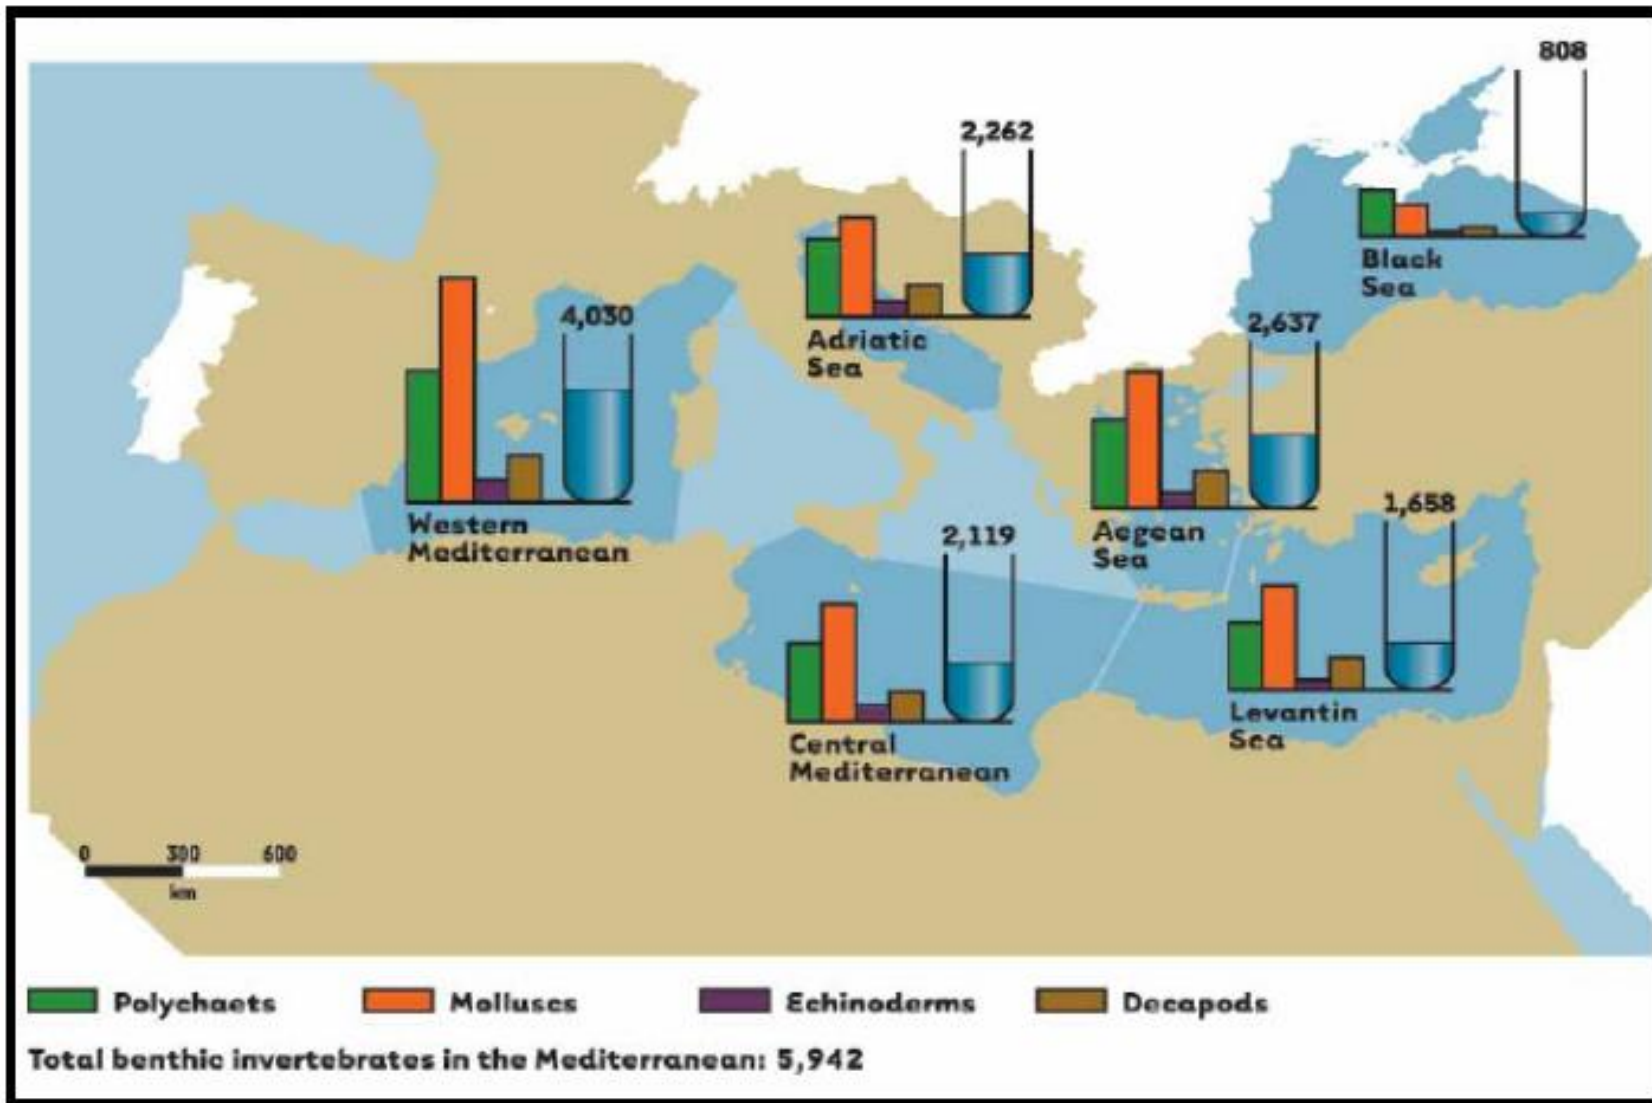 808
2,262
Black
Sea
4,030
2,637
Adriatic
Sea
1,658
Western
Mediterranean
2,119
Aegean
Sea
Levantin
Sea
Central
Mediterranean
0 300 600
km
Polychaets Molluscs Echinoderms Decapods
Total benthic invertebrates in the Mediterranean: 5,942